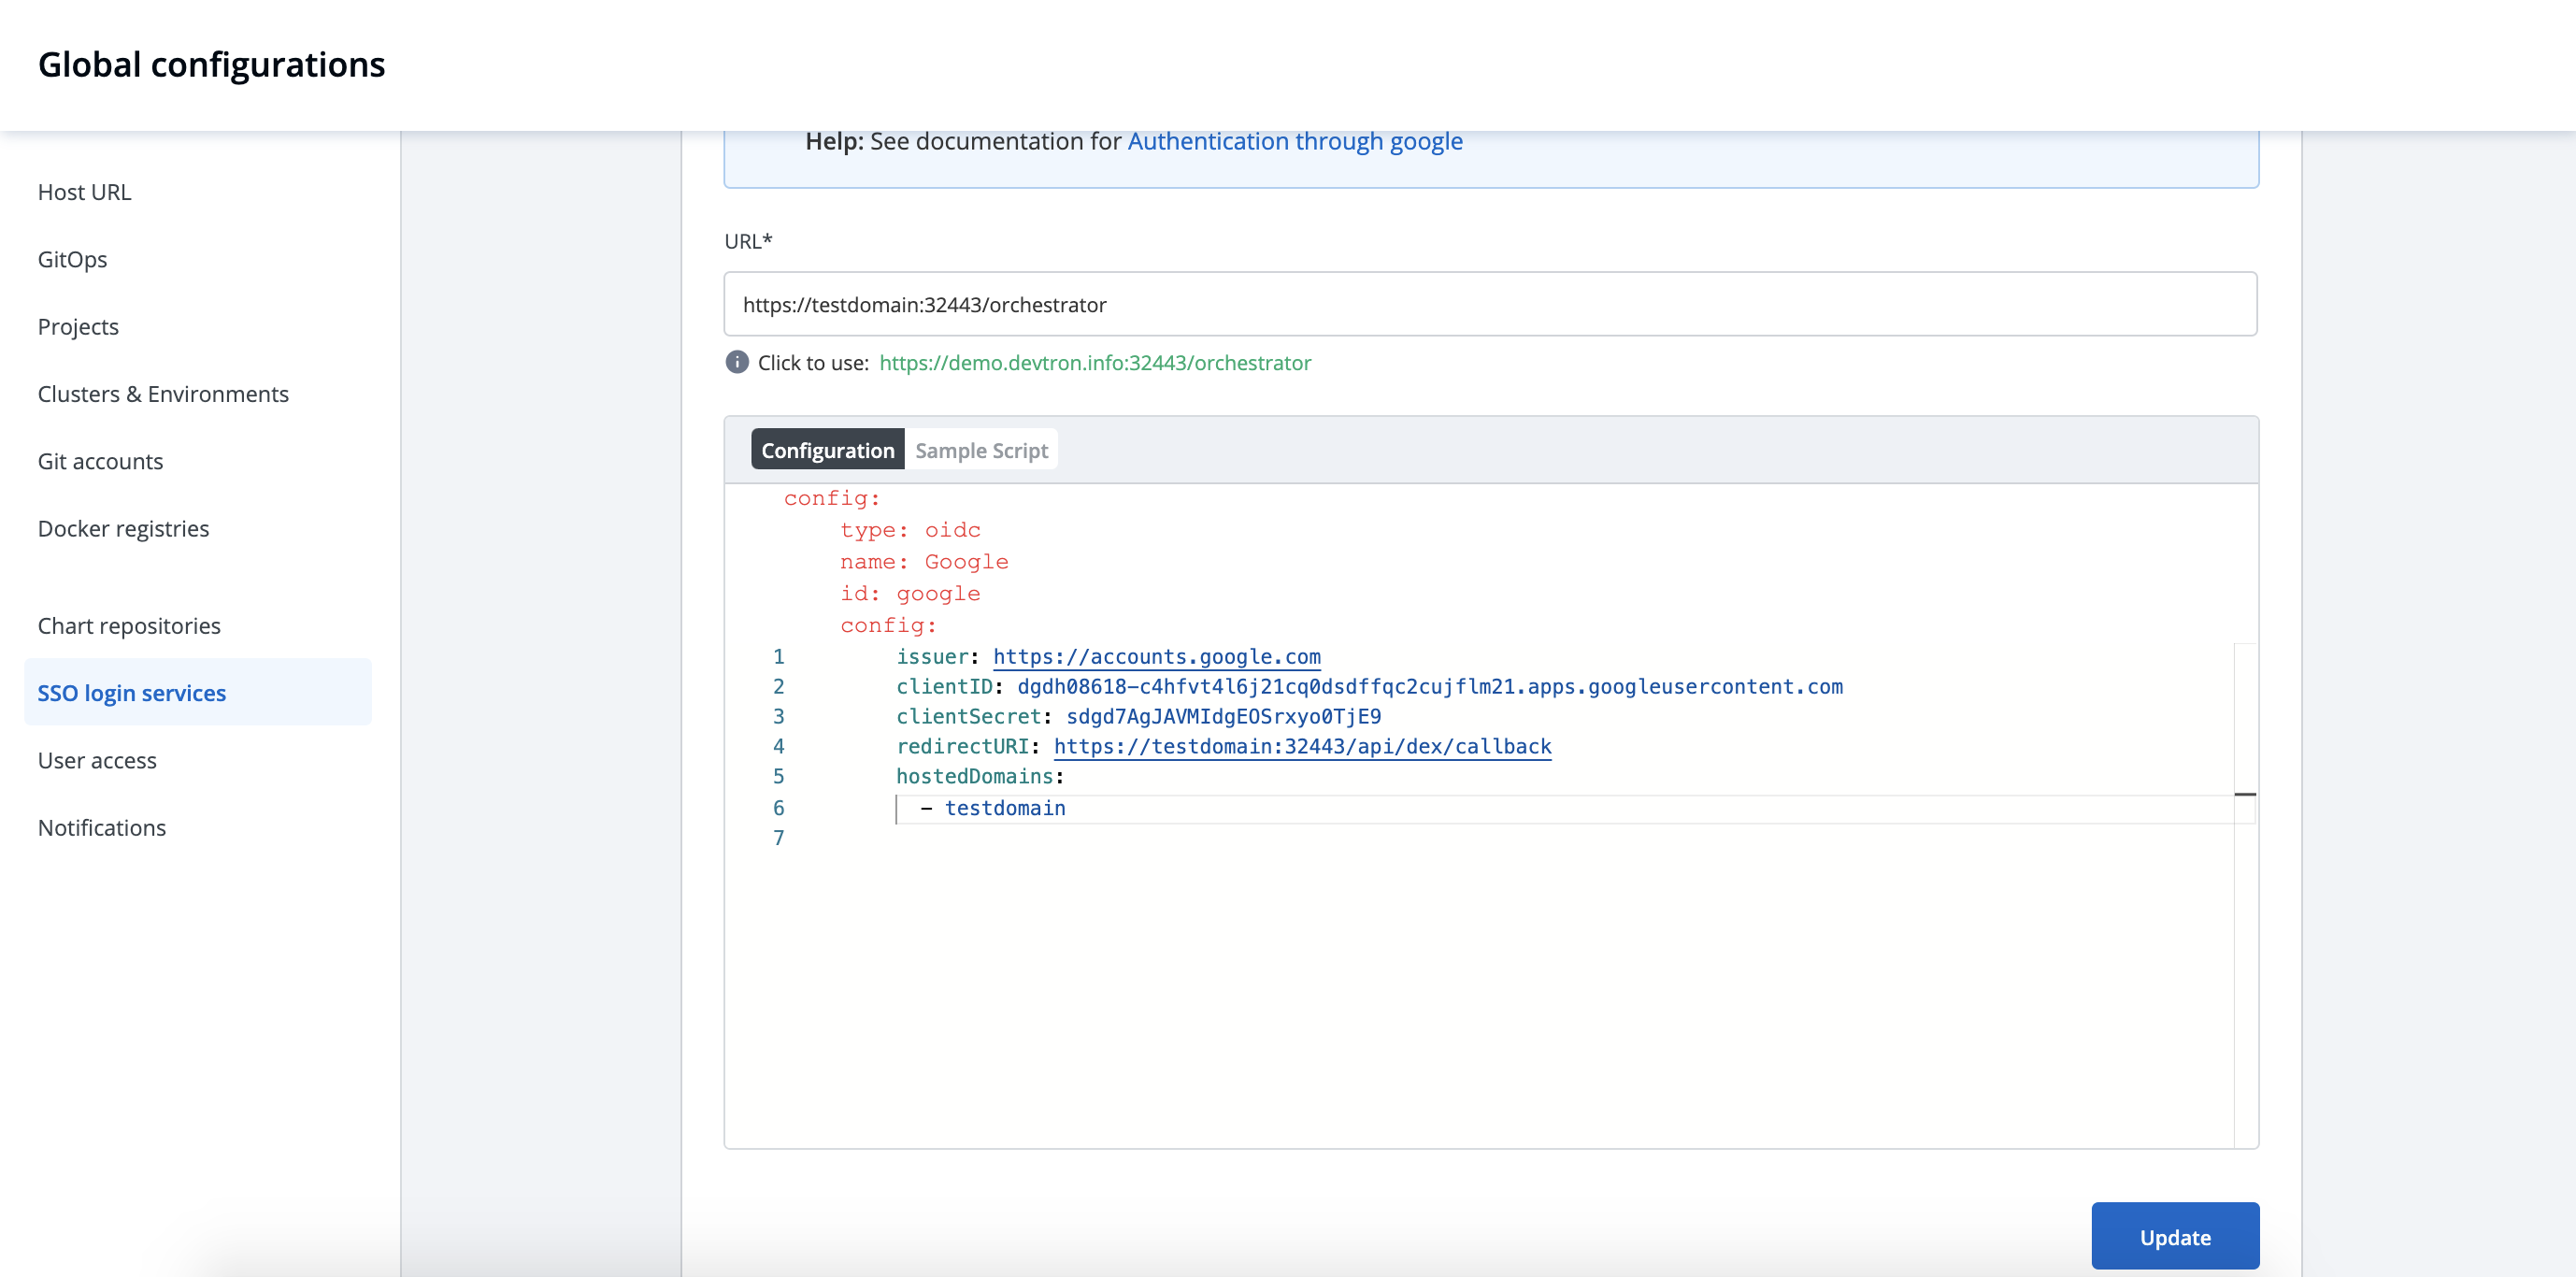 Global configurations
Host URL
GitOps
Projects
Clusters & Environments
Git accounts
Docker registries
Chart repositories
SSO login services
User access
Notifications
Help: See documentation for Authentication through google
URL*
https://testdomain:32443/orchestrator
i Click to use: https://demo.devtron.info:32443/orchestrator
Configuration Sample Script
config:
type: oidc
name: Google
id: google
config:
1 issuer: https://accounts.google.com
2 clientID: dgdh08618-c4hfvt4l6j21cq0dsdffqc2cujflm21.apps.googleusercontent.com
3 clientSecret: sdgd7AgJAVMIdgEOSrxyo0TjE9
4 redirectURI: https://testdomain:32443/api/dex/callback
5 hostedDomains:
6 - testdomain
7
Update